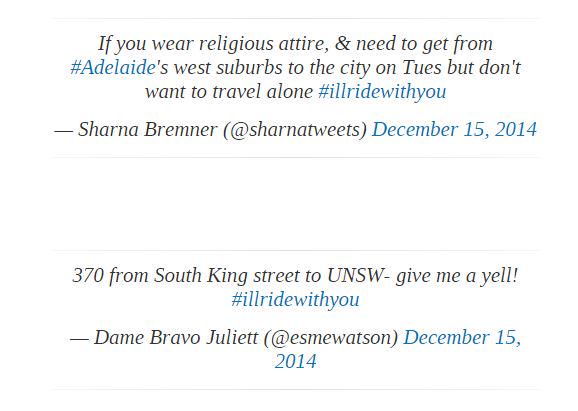 If you wear religious attire, & need to get from
#Adelaide's west suburbs to the city on Tues but don't
want to travel alone #illridewithyou
— Sharna Bremner (@sharnatweets) December 15, 2014
370 from South King street to UNSW- give me a yell!
#illridewithyou
— Dame Bravo Juliett (@esmewatson) December 15,
2014